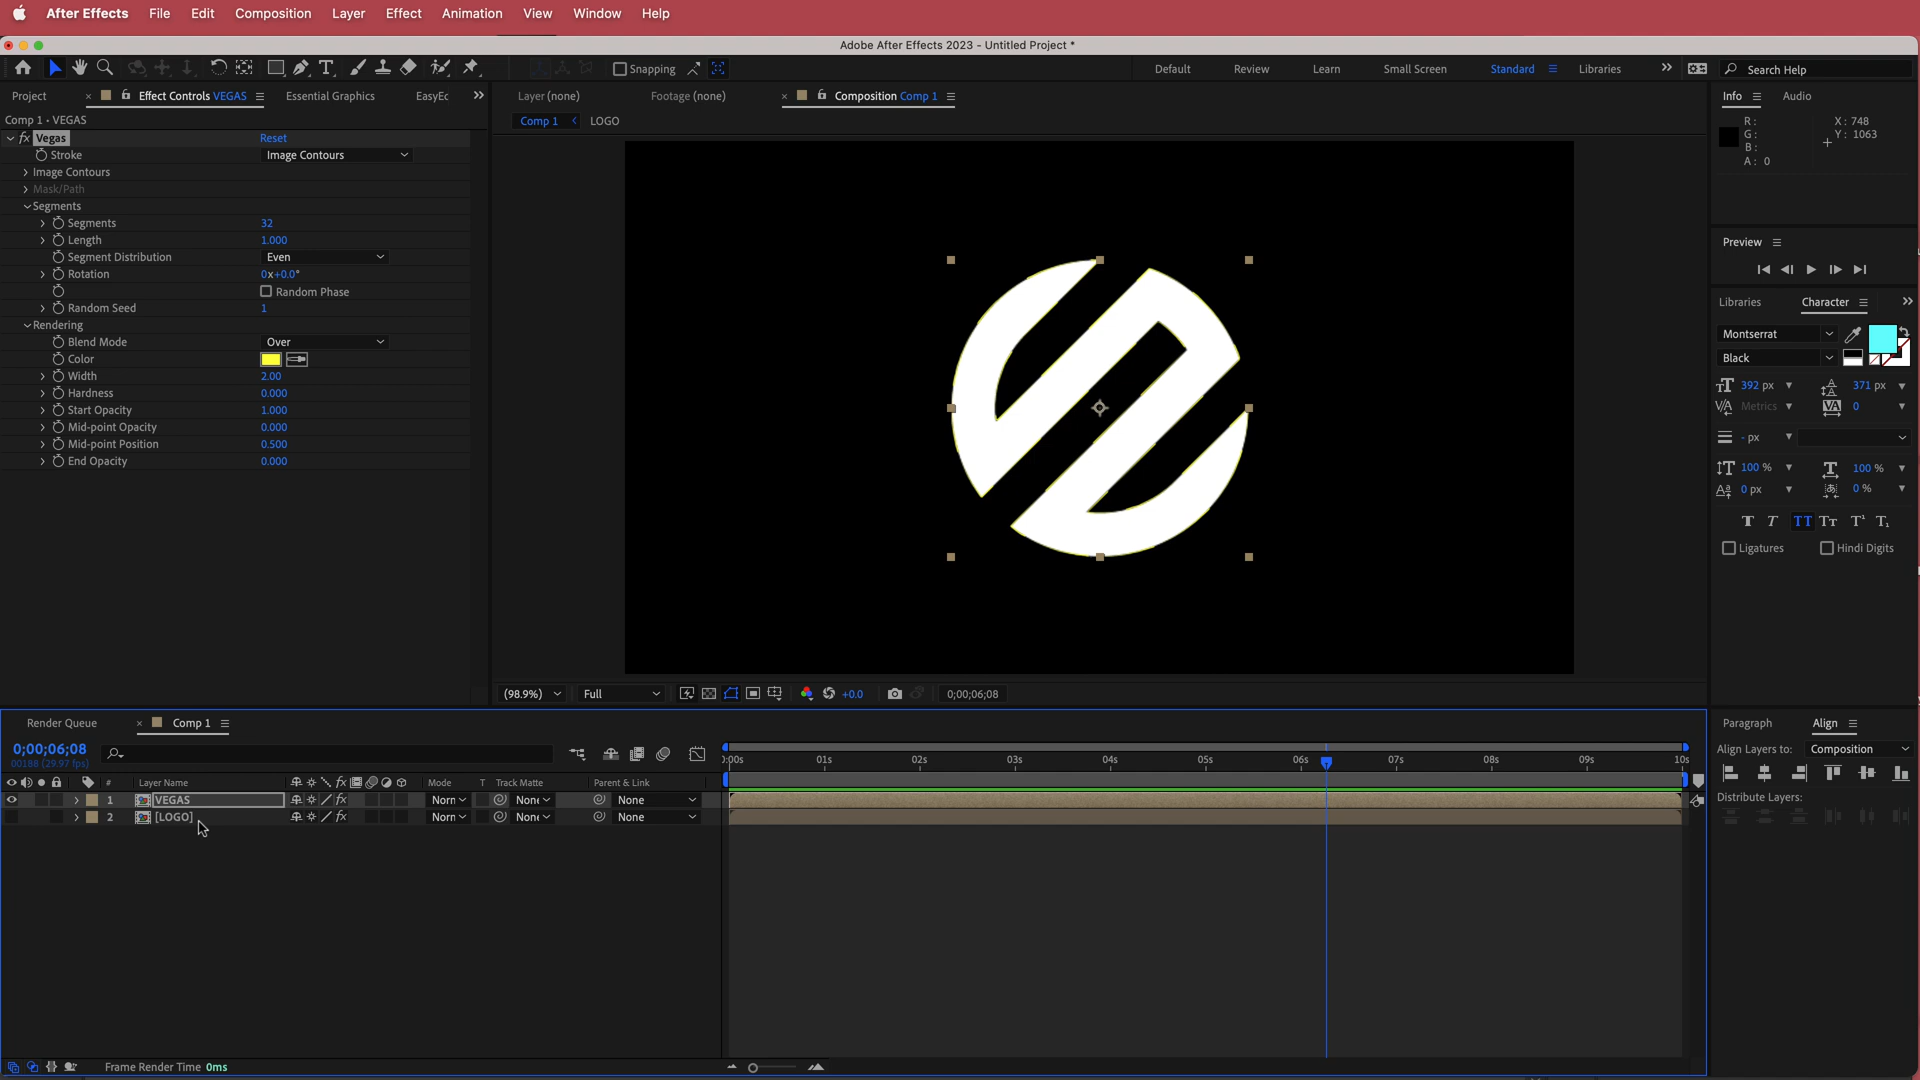 After Effects File Edit Composition Layer Effect Animation View Window Help
Adobe After Effects 2023 - Untitled Project *
Snapping Default Review Learn Small Screen Standard Libraries Search Help
Project Effect Controls VEGAS Essential Graphics EasyEc Layer (none) Footage (none) Composition Comp 1 Info Audio
Comp 1 • VEGAS
Comp 1 LOGO
fx Vegas Reset
Stroke Image Contours
Image Contours
Mask/Path
Segments
Segments 32
Length 1.000
Segment Distribution Even
Rotation 0x+0.0°
Random Phase
Random Seed 1
Rendering
Blend Mode Over
Color
Width 2.00
Hardness 0.000
Start Opacity 1.000
Mid-point Opacity 0.000
Mid-point Position 0.500
End Opacity 0.000
R: X: 748
G: Y: 1063
B:
A: 0
Preview
Libraries Character
Montserrat
Black
392 px 371 px
Metrics 0
- px
100 % 100 %
0 px 0 %
T T TT Tт T¹ T₁
Ligatures Hindi Digits
(98.9%) Full +0.0 0;00;06;08
Render Queue Comp 1
0;00;06;08
00188 (29.97 fps)
# Layer Name fx Mode T Track Matte Parent & Link
1 VEGAS fx Norn None None
2 [LOGO] fx Norn None None
:00s 01s 02s 03s 04s 05s 06s 07s 08s 09s 10s
Paragraph Align
Align Layers to: Composition
Distribute Layers:
Frame Render Time 0ms